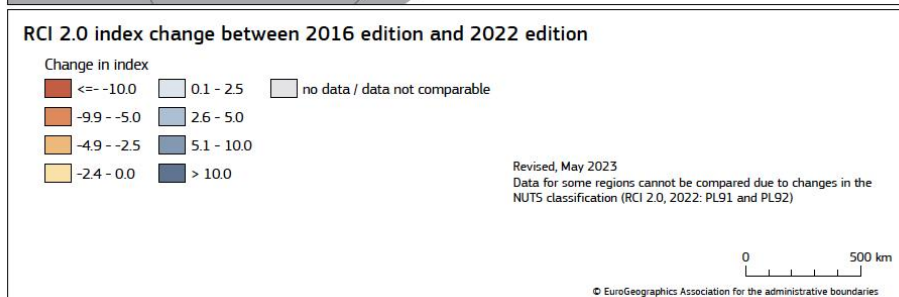 RCI 2.0 index change between 2016 edition and 2022 edition
Change in index
<=- -10.0
-9.9 - -5.0
-4.9 - -2.5
-2.4 - 0.0
0.1 - 2.5
2.6 - 5.0
5.1 - 10.0
> 10.0
no data / data not comparable
Revised, May 2023
Data for some regions cannot be compared due to changes in the
NUTS classification (RCI 2.0, 2022: PL91 and PL92)
0 500 km
© EuroGeographics Association for the administrative boundaries